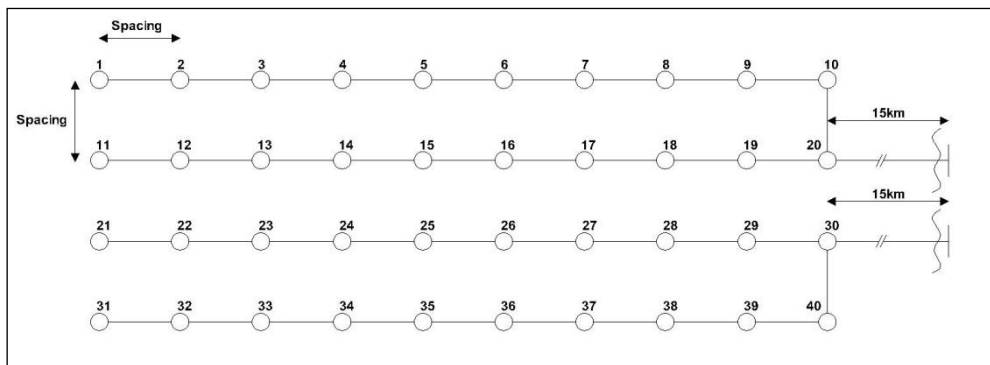 Spacing
1 2 3 4 5 6 7 8 9 10
Spacing
15km
11 12 13 14 15 16 17 18 19 20
15km
21 22 23 24 25 26 27 28 29 30
31 32 33 34 35 36 37 38 39 40